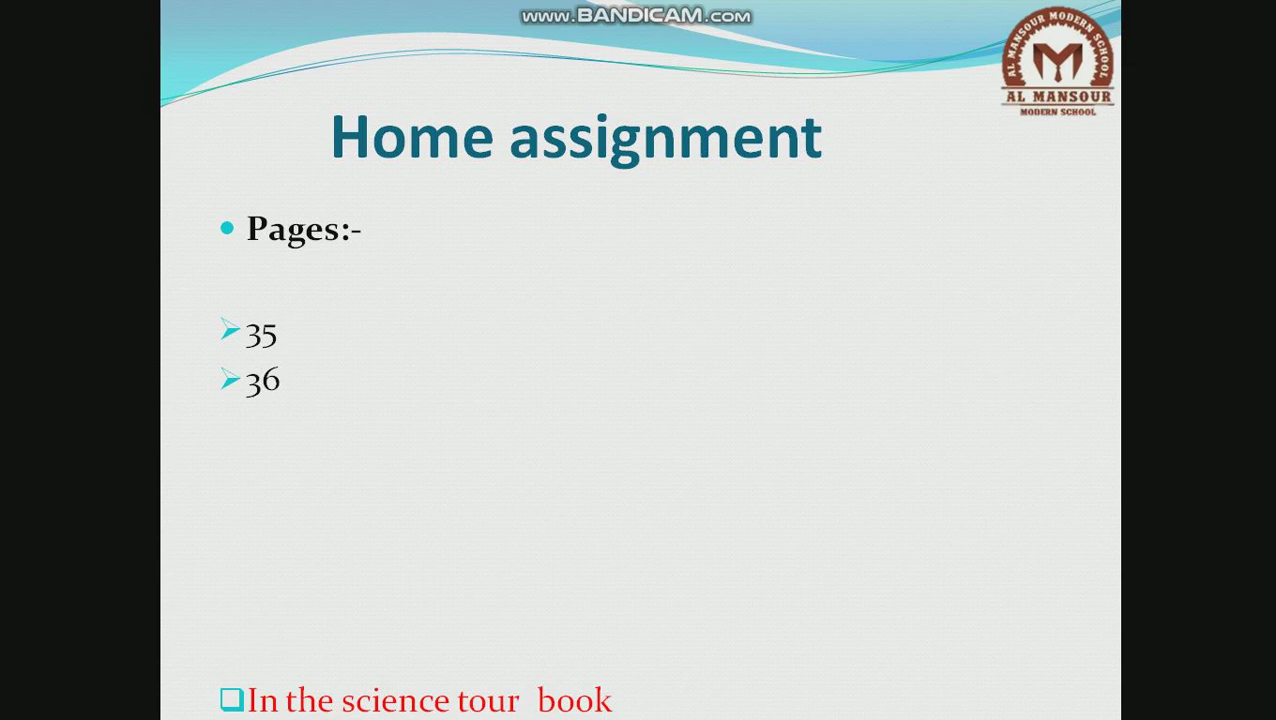 www.BANDICAM.com
AL MANSOUR MODERN SCHOOL
AL MANSOUR
MODERN SCHOOL
Home assignment
Pages:-
35
36
In the science tour book